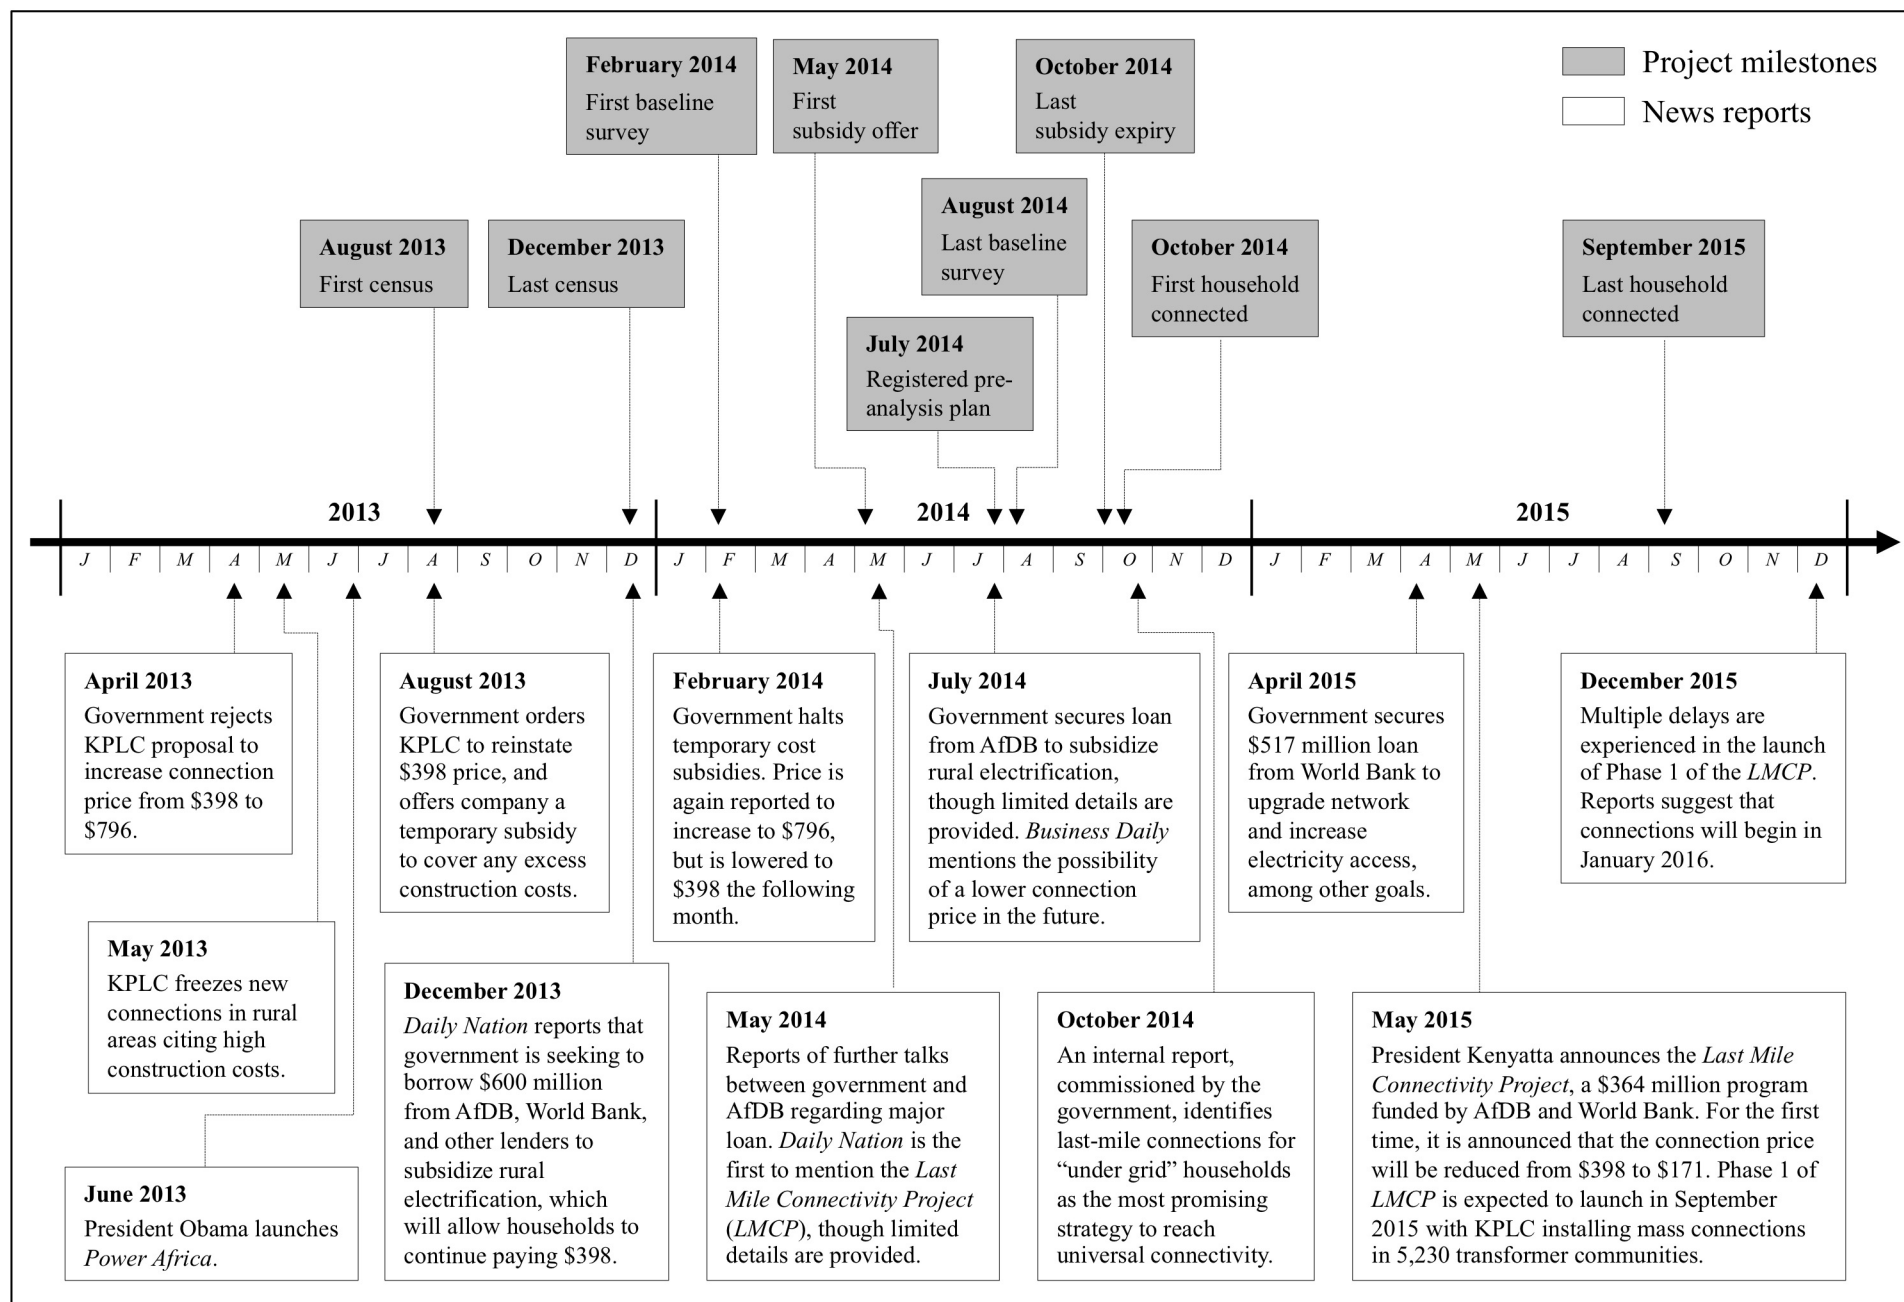 Project milestones
News reports
February 2014
First baseline
survey
May 2014
First
subsidy offer
October 2014
Last
subsidy expiry
August 2014
Last baseline
survey
August 2013
First census
December 2013
Last census
October 2014
First household
connected
September 2015
Last household
connected
July 2014
Registered pre-
analysis plan
2013
2014
2015
J F M A M J J A S O N D J F M A M J J A S O N D J F M A M J J A S O N D
April 2013
Government rejects
KPLC proposal to
increase connection
price from $398 to
$796.
August 2013
Government orders
KPLC to reinstate
$398 price, and
offers company a
temporary subsidy
to cover any excess
construction costs.
February 2014
Government halts
temporary cost
subsidies. Price is
again reported to
increase to $796,
but is lowered to
$398 the following
month.
July 2014
Government secures loan
from AfDB to subsidize
rural electrification,
though limited details are
provided. Business Daily
mentions the possibility
of a lower connection
price in the future.
April 2015
Government secures
$517 million loan
from World Bank to
upgrade network
and increase
electricity access,
among other goals.
December 2015
Multiple delays are
experienced in the launch
of Phase 1 of the LMCP.
Reports suggest that
connections will begin in
January 2016.
May 2013
KPLC freezes new
connections in rural
areas citing high
construction costs.
June 2013
President Obama launches
Power Africa.
December 2013
Daily Nation reports that
government is seeking to
borrow $600 million
from AfDB, World Bank,
and other lenders to
subsidize rural
electrification, which
will allow households to
continue paying $398.
May 2014
Reports of further talks
between government and
AfDB regarding major
loan. Daily Nation is the
first to mention the Last
Mile Connectivity Project
(LMCP), though limited
details are provided.
October 2014
An internal report,
commissioned by the
government, identifies
last-mile connections for
“under grid” households
as the most promising
strategy to reach
universal connectivity.
May 2015
President Kenyatta announces the Last Mile
Connectivity Project, a $364 million program
funded by AfDB and World Bank. For the first
time, it is announced that the connection price
will be reduced from $398 to $171. Phase 1 of
LMCP is expected to launch in September
2015 with KPLC installing mass connections
in 5,230 transformer communities.